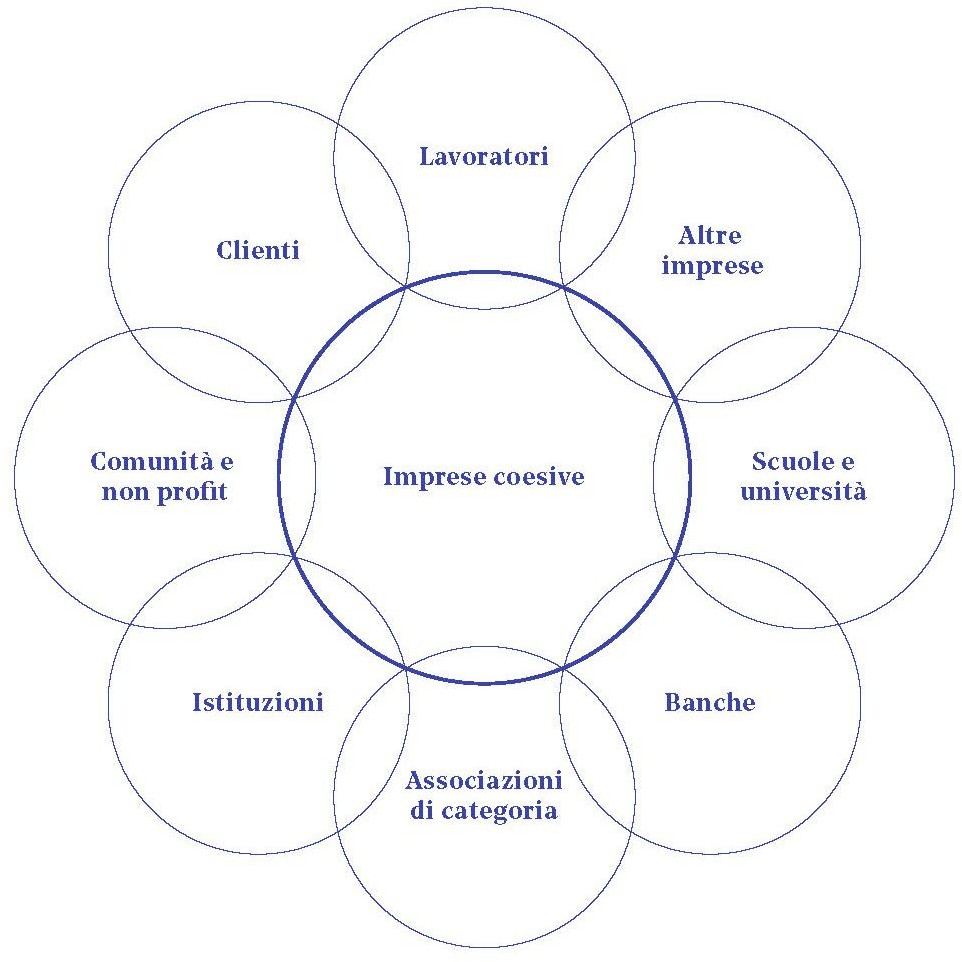 Lavoratori
Clienti
Altre
imprese
Comunità e
non profit
Imprese coesive
Scuole e
università
Istituzioni
Banche
Associazioni
di categoria